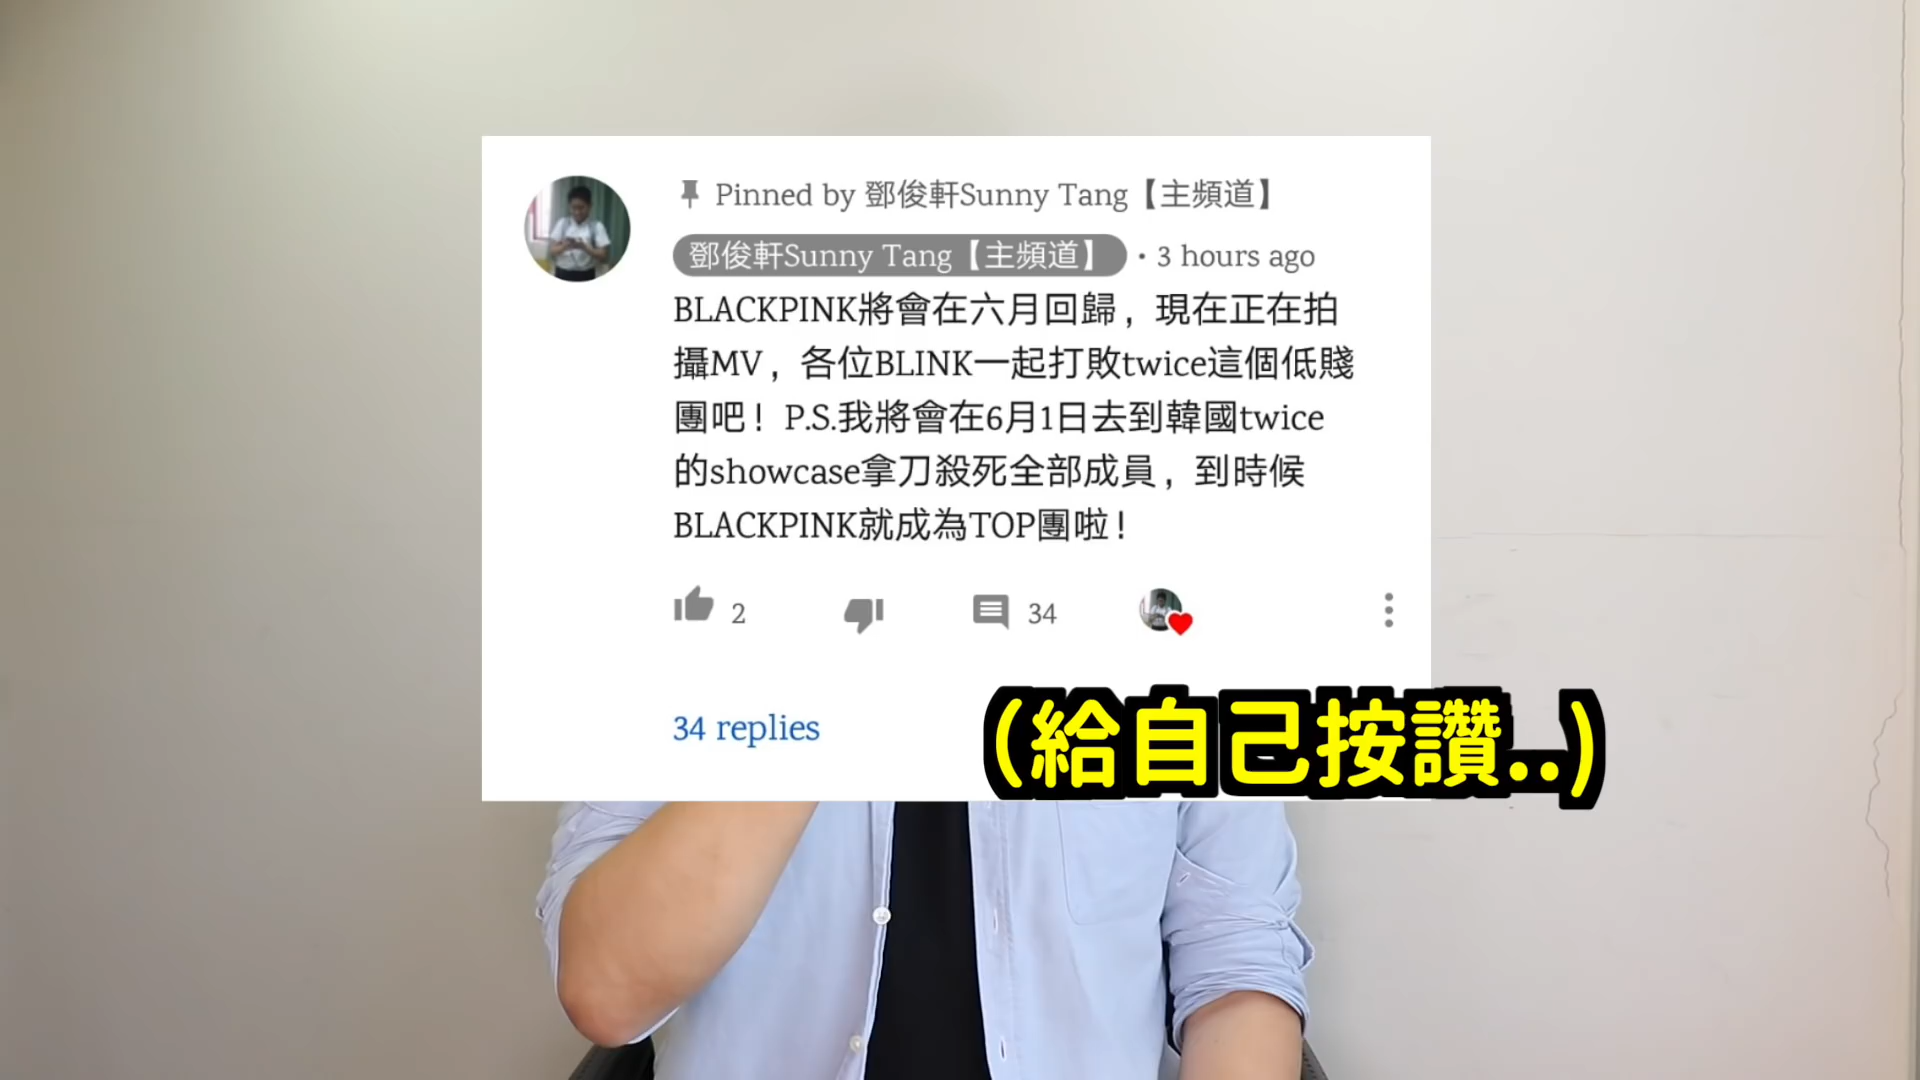 Pinned by 鄧俊軒Sunny Tang【主頻道】
鄧俊軒Sunny Tang【主頻道】 • 3 hours ago
BLACKPINK將會在六月回歸，現在正在拍
攝MV，各位BLINK一起打敗twice這個低賤
團吧！P.S.我將會在6月1日去到韓國twice
的showcase拿刀殺死全部成員，到時候
BLACKPINK就成為TOP團啦！
2
34
34 replies
(給自己按讚..)